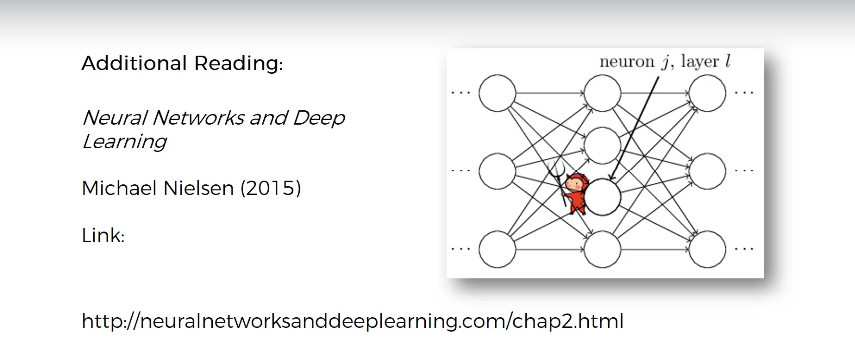 Additional Reading:
Neural Networks and Deep
Learning
Michael Nielsen (2015)
Link:
http://neuralnetworksanddeeplearning.com/chap2.html
neuron j, layer l